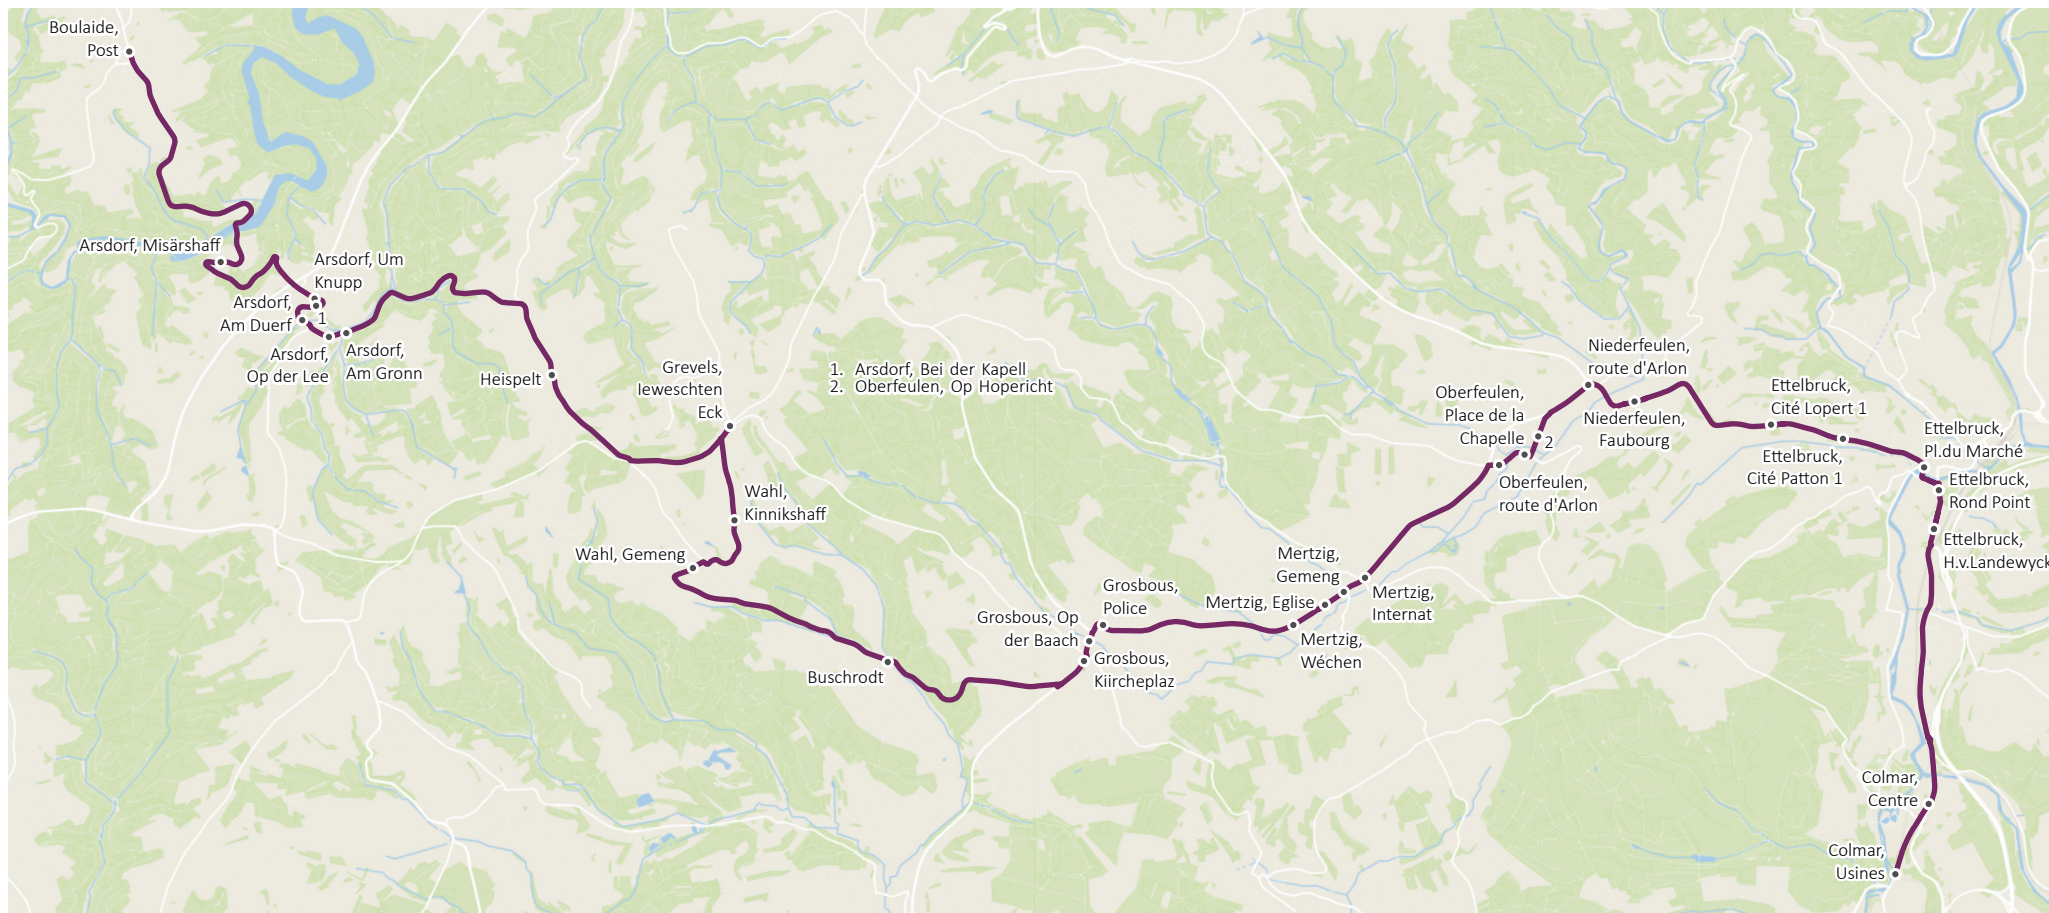 Boulaide,
Post
Arsdorf, Misärshaff
Arsdorf, Um
Knupp
Arsdorf,
Am Duerf
1
Arsdorf,
Op der Lee
Arsdorf,
Am Gronn
Heispelt
Grevels,
Ieweschten
Eck
1. Arsdorf, Bei der Kapell
2. Oberfeulen, Op Hopericht
Wahl,
Kinnikshaff
Wahl, Gemeng
Buschrodt
Grosbous, Op
der Baach
Grosbous,
Police
Grosbous,
Kiircheplaz
Mertzig, Eglise
Mertzig,
Gemeng
Mertzig,
Wéchen
Mertzig,
Internat
Oberfeulen,
Place de la
Chapelle
2
Oberfeulen,
route d'Arlon
Niederfeulen,
route d'Arlon
Niederfeulen,
Faubourg
Ettelbruck,
Cité Lopert 1
Ettelbruck,
Cité Patton 1
Ettelbruck,
Pl.du Marché
Ettelbruck,
Rond Point
Ettelbruck,
H.v.Landewyck
Colmar,
Centre
Colmar,
Usines